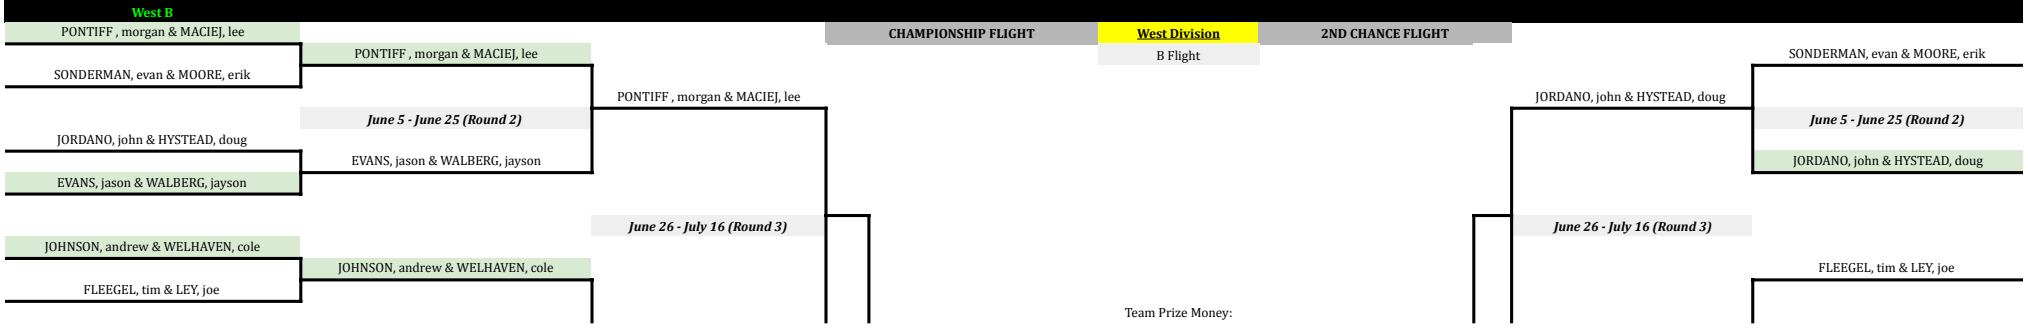 West B
PONTIFF , morgan & MACIEJ, lee
CHAMPIONSHIP FLIGHT West Division 2ND CHANCE FLIGHT
PONTIFF , morgan & MACIEJ, lee
B Flight
SONDERMAN, evan & MOORE, erik
SONDERMAN, evan & MOORE, erik
PONTIFF , morgan & MACIEJ, lee
JORDANO, john & HYSTEAD, doug
June 5 - June 25 (Round 2)
June 5 - June 25 (Round 2)
JORDANO, john & HYSTEAD, doug
EVANS, jason & WALBERG, jayson
JORDANO, john & HYSTEAD, doug
EVANS, jason & WALBERG, jayson
June 26 - July 16 (Round 3)
June 26 - July 16 (Round 3)
JOHNSON, andrew & WELHAVEN, cole
JOHNSON, andrew & WELHAVEN, cole
FLEEGEL, tim & LEY, joe
FLEEGEL, tim & LEY, joe
Team Prize Money: